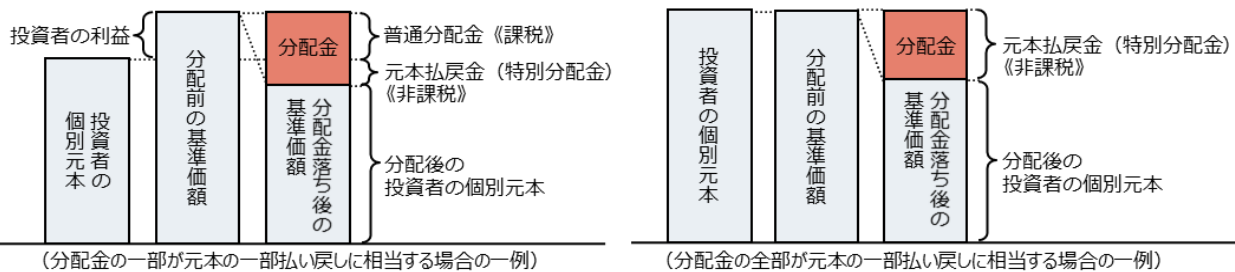 投資者の利益
投資者の
個別元本
分配前の基準価額
分配金
分配金落ち後の
基準価額
普通分配金《課税》
元本払戻金（特別分配金）
《非課税》
分配後の
投資者の個別元本
（分配金の一部が元本の一部払い戻しに相当する場合の一例）
投資者の個別元本
分配前の基準価額
分配金
分配金落ち後の
基準価額
元本払戻金（特別分配金）
《非課税》
分配後の
投資者の個別元本
（分配金の全部が元本の一部払い戻しに相当する場合の一例）